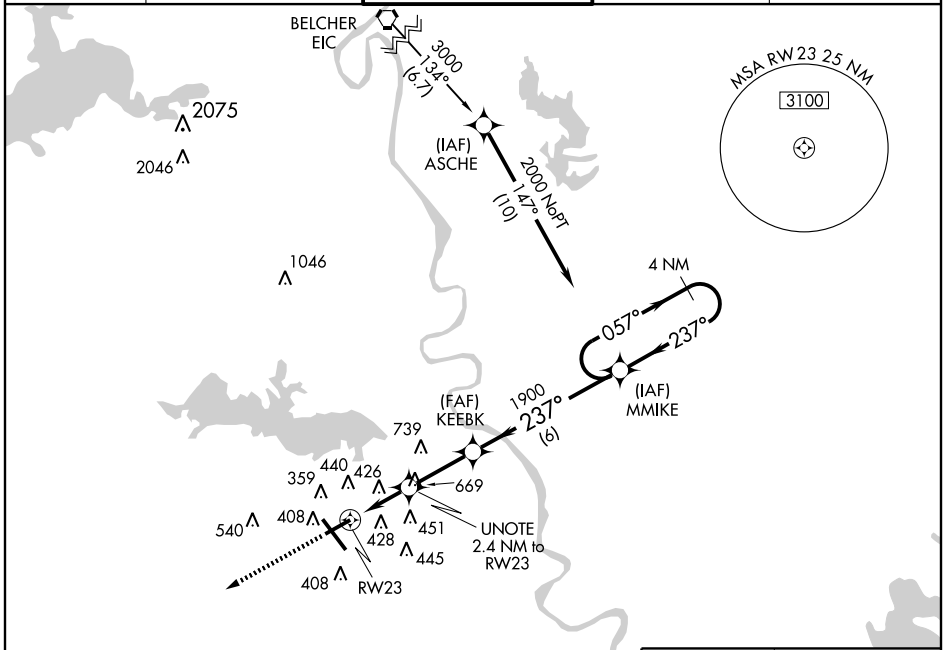 BELCHER
EIC
3000
134°
(6.7)
MSA RW23 25 NM
3100
2075
2046
(IAF)
ASCHE
2000 NoPT
147°
(10)
1046
4 NM
057°
237°
(IAF)
MMIKE
(FAF)
KEEBK
1900
237°
(6)
739
440
426
359
669
408
540
428
451
445
UNOTE
2.4 NM to
RW23
408
RW23